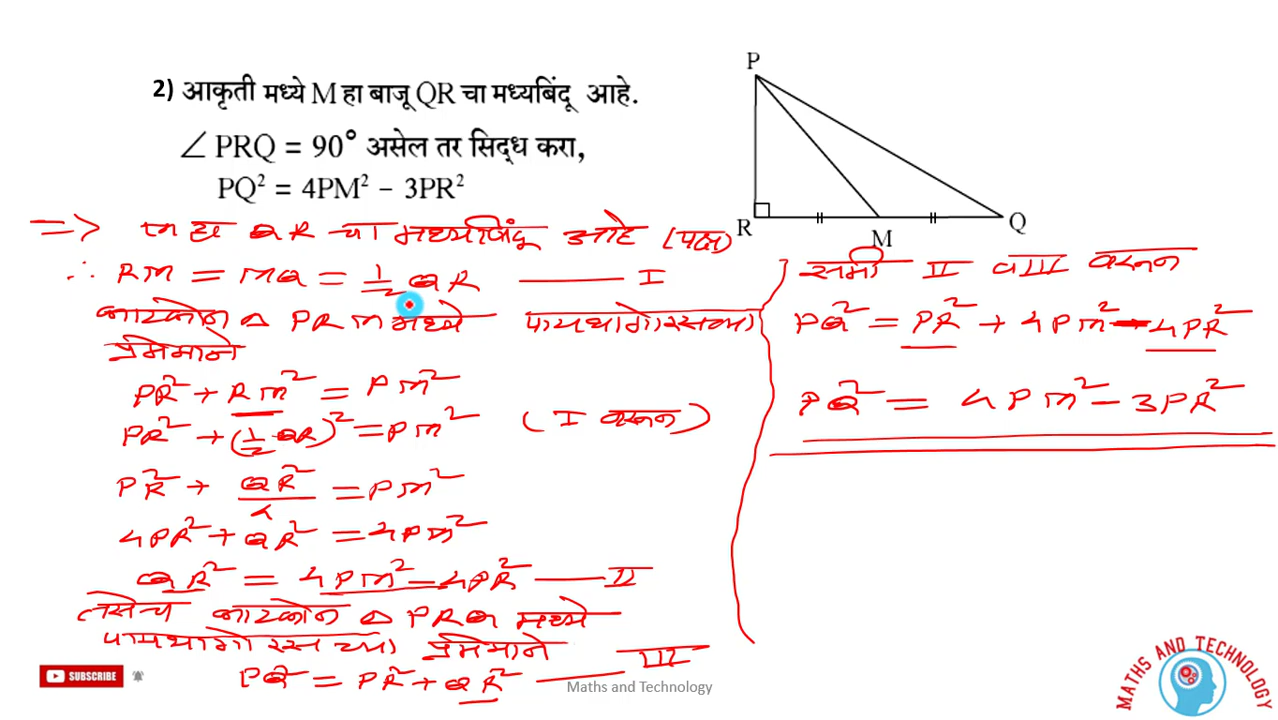 2) आकृती मध्ये M हा बाजू QR चा मध्यबिंदू आहे.
∠ PRQ = 90° असेल तर सिद्ध करा,
PQ² = 4PM² - 3PR²
P
R
M
Q
=> m हा QR चा मध्यबिंदू आहे (पक्ष)
∴ RM = MQ = 1/2 QR —— I
काटकोन △ PRM मध्ये पायथागोरसच्या
प्रमेयाने
PR² + RM² = PM²
PR² + (1/2 QR)² = PM² (I वरून)
PR² + QR²/4 = PM²
4PR² + QR² = 4PM²
QR² = 4PM² - 4PR² —— II
तसेच काटकोन △ PRQ मध्ये
पायथागोरसच्या प्रमेयाने
PQ² = PR² + QR² —— III
समी II व III वरून
PQ² = PR² + 4PM² - 4PR²
PQ² = 4PM² - 3PR²
SUBSCRIBE
Maths and Technology
MATHS AND TECHNOLOGY